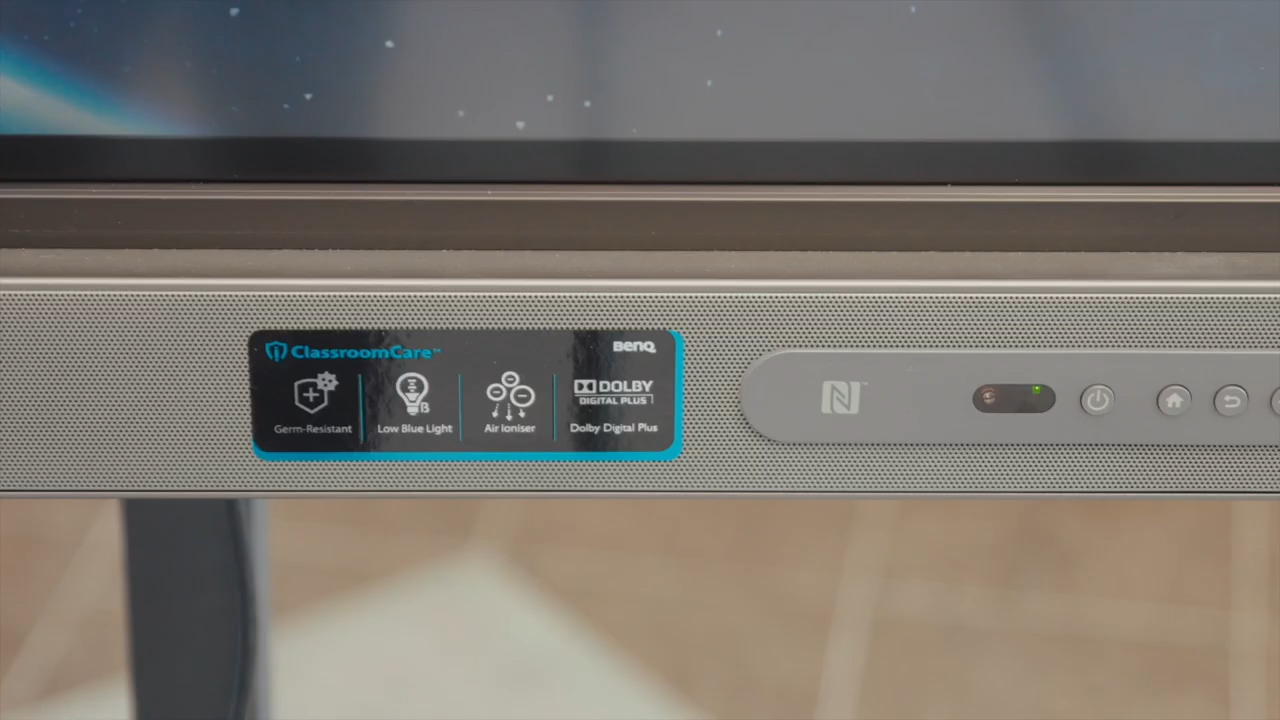 ClassroomCare™
BenQ
Germ-Resistant
Low Blue Light
Air Ioniser
DOLBY
DIGITAL PLUS
Dolby Digital Plus